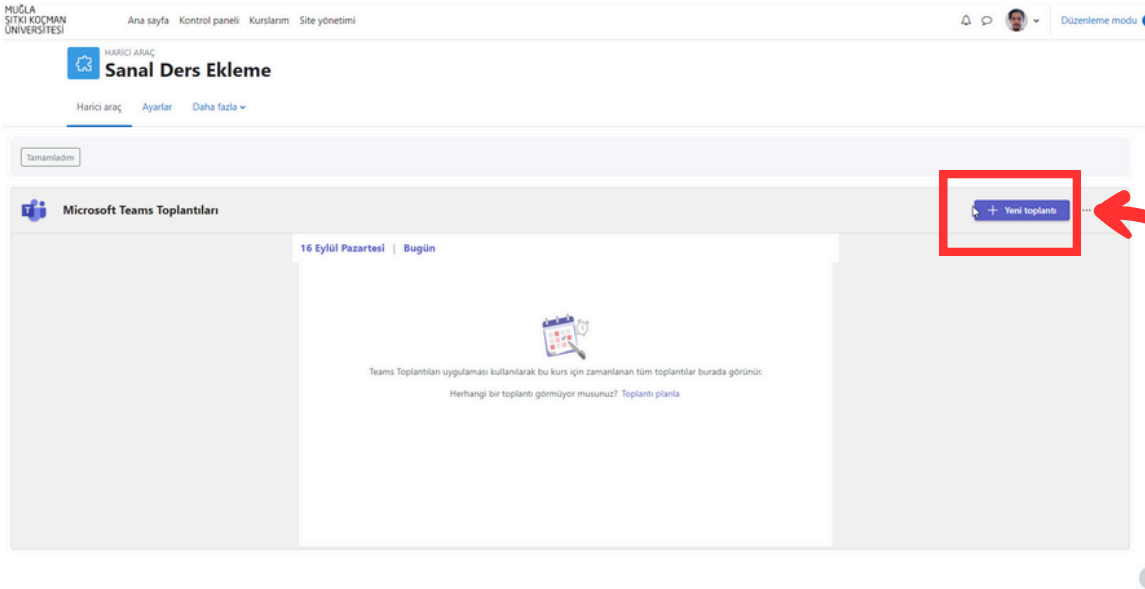 MUĞLA
SITKI KOÇMAN
ÜNİVERSİTESİ
Ana sayfa Kontrol paneli Kurslarım Site yönetimi
Düzenleme modu
HARİCİ ARAÇ
Sanal Ders Ekleme
Harici araç Ayarlar Daha fazla
Tamamladım
Microsoft Teams Toplantıları
+ Yeni toplantı ...
16 Eylül Pazartesi | Bugün
Teams Toplantıları uygulaması kullanılarak bu kurs için zamanlanan tüm toplantılar burada görünür.
Herhangi bir toplantı görmüyor musunuz? Toplantı planla